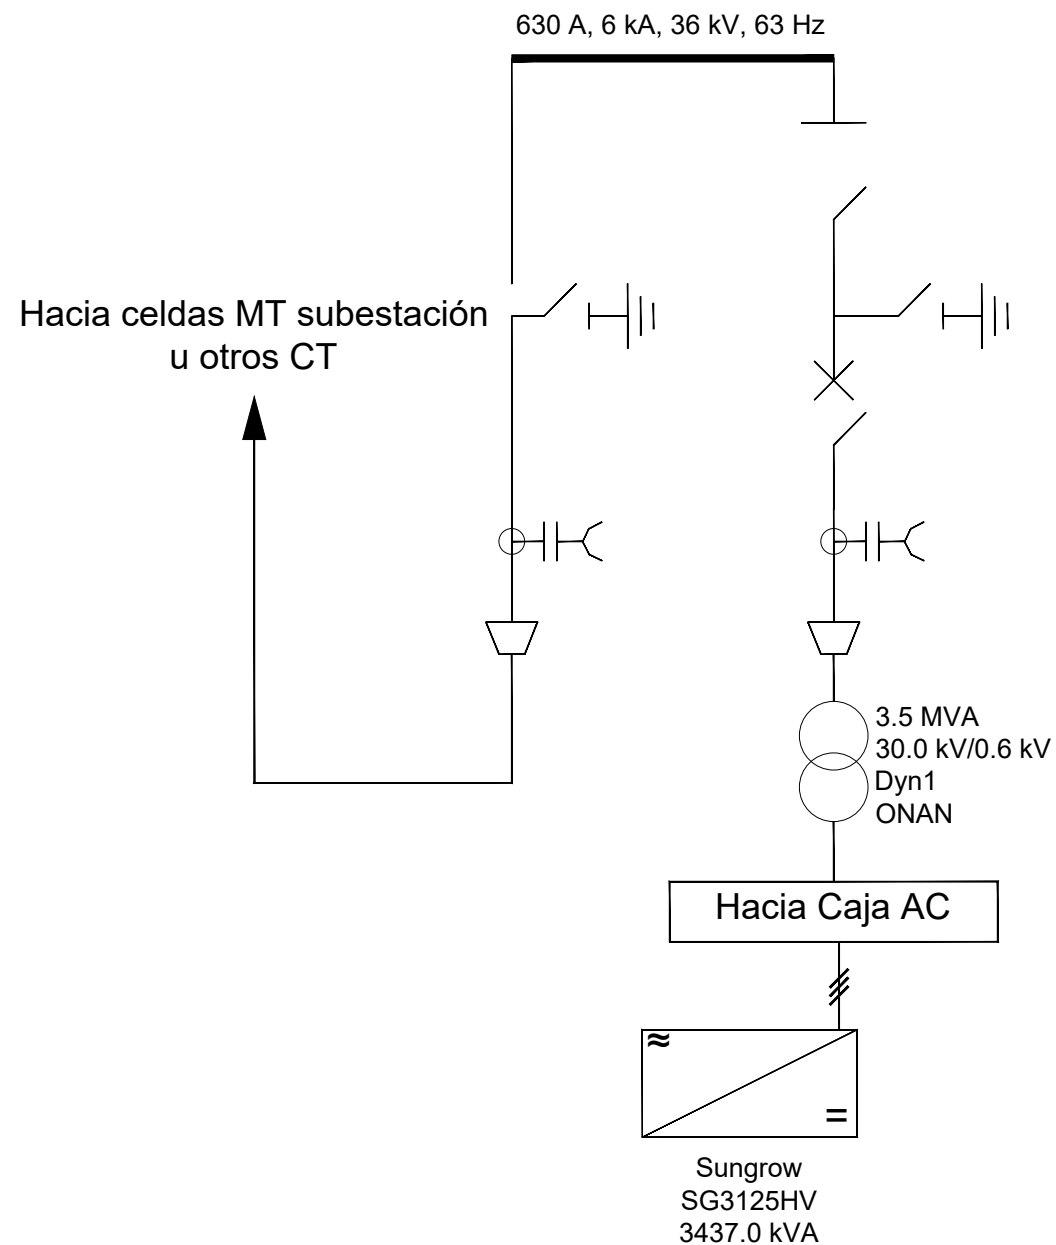 630 A, 6 kA, 36 kV, 63 Hz
Hacia celdas MT subestación
u otros CT
3.5 MVA
30.0 kV/0.6 kV
Dyn1
ONAN
Hacia Caja AC
≈
=
Sungrow
SG3125HV
3437.0 kVA